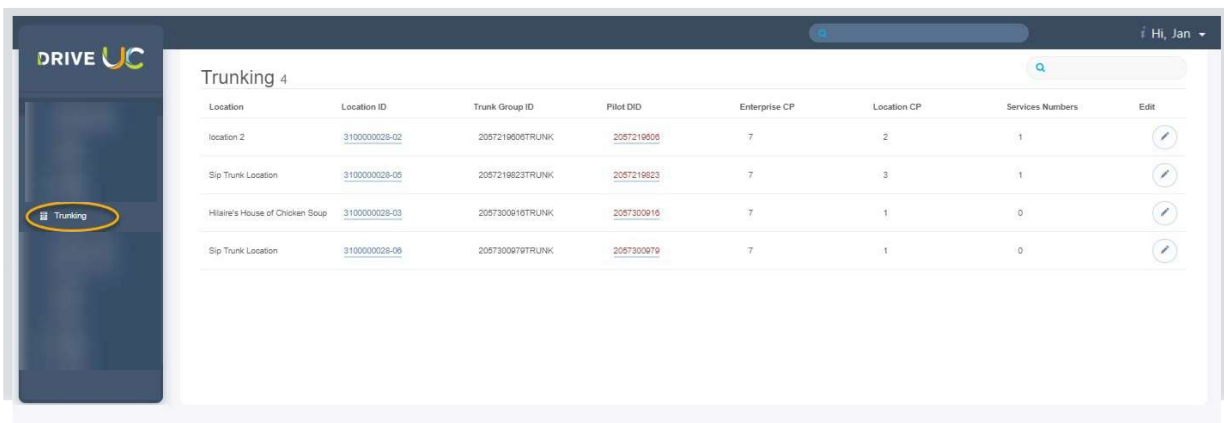 DRIVE UC
Hi, Jan
Trunking 4
Location Location ID Trunk Group ID Pilot DID Enterprise CP Location CP Services Numbers Edit
location 2 3100000028-02 2057219606TRUNK 2057219606 7 2 1
Sip Trunk Location 3100000028-05 2057219823TRUNK 2057219823 7 3 1
Trunking
Hilaire's House of Chicken Soup 3100000028-03 2057300916TRUNK 2057300916 7 1 0
Sip Trunk Location 3100000028-06 2057300979TRUNK 2057300979 7 1 0